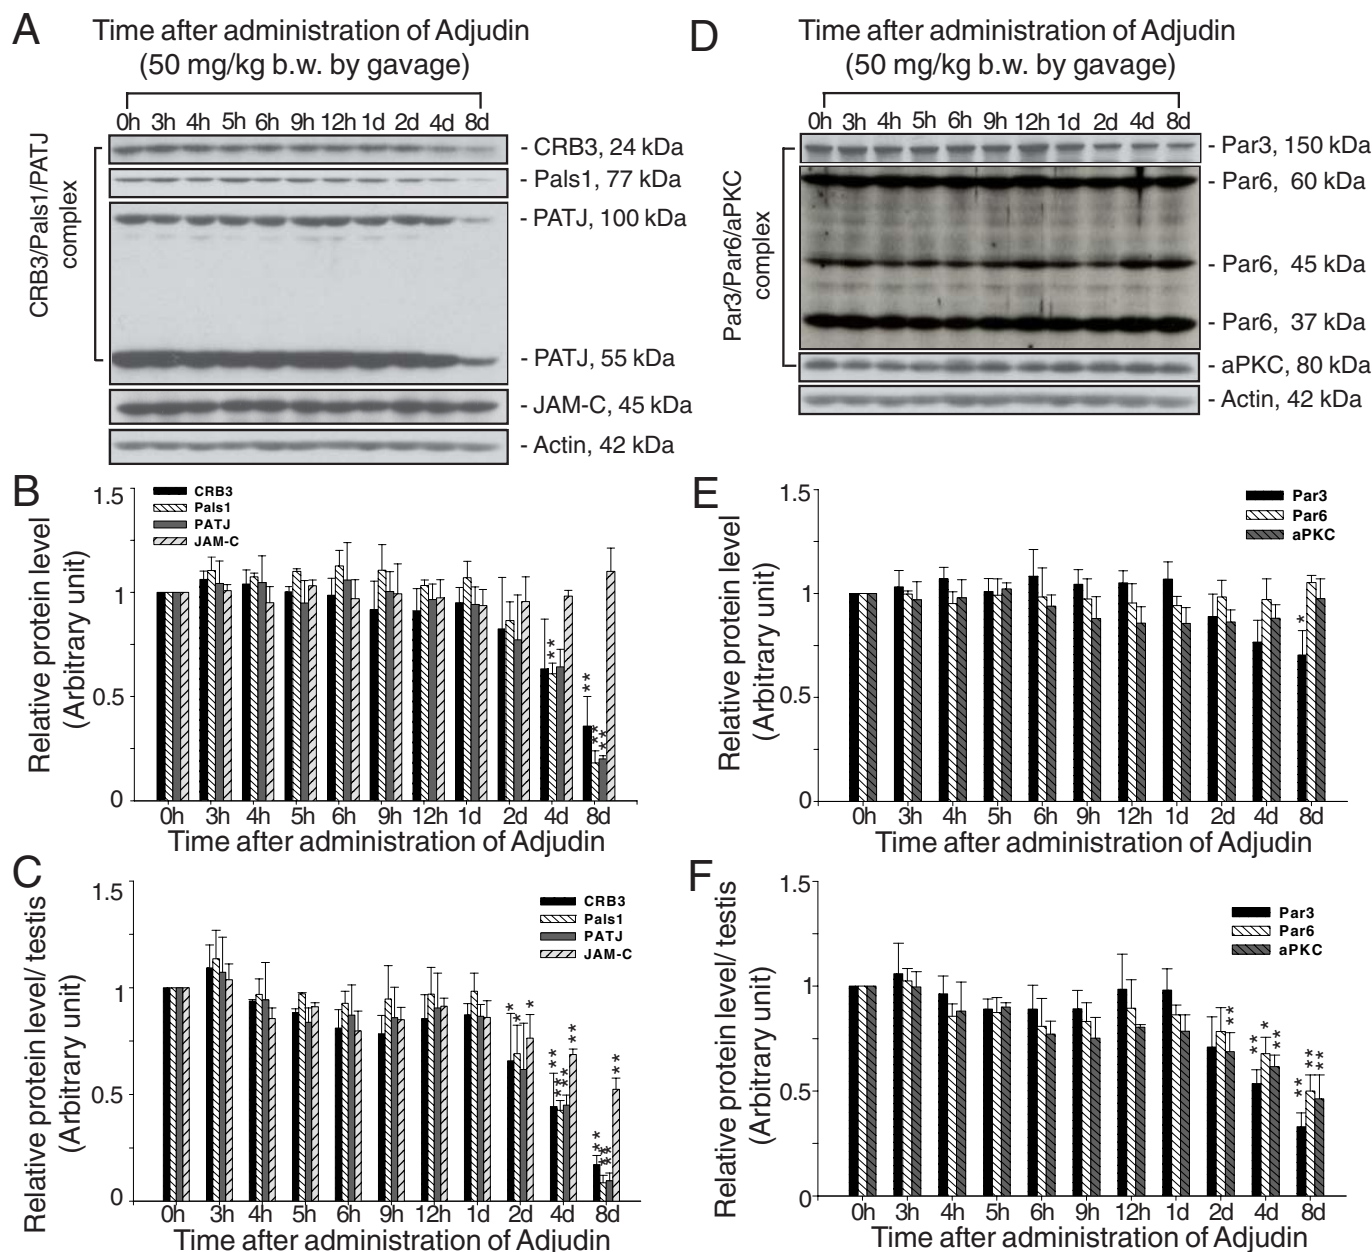 A
Time after administration of Adjudin
(50 mg/kg b.w. by gavage)
0h 3h 4h 5h 6h 9h 12h 1d 2d 4d 8d
CRB3/Pals1/PATJ
complex
- CRB3, 24 kDa
- Pals1, 77 kDa
- PATJ, 100 kDa
- PATJ, 55 kDa
- JAM-C, 45 kDa
- Actin, 42 kDa
D
Time after administration of Adjudin
(50 mg/kg b.w. by gavage)
0h 3h 4h 5h 6h 9h 12h 1d 2d 4d 8d
Par3/Par6/aPKC
complex
- Par3, 150 kDa
- Par6, 60 kDa
- Par6, 45 kDa
- Par6, 37 kDa
- aPKC, 80 kDa
- Actin, 42 kDa
B
Relative protein level
(Arbitrary unit)
1.5
1
0.5
0
CRB3
Pals1
PATJ
JAM-C
* *
* *
* *
* *
0h 3h 4h 5h 6h 9h 12h 1d 2d 4d 8d
Time after administration of Adjudin
E
Relative protein level
(Arbitrary unit)
1.5
1
0.5
0
Par3
Par6
aPKC
*
0h 3h 4h 5h 6h 9h 12h 1d 2d 4d 8d
Time after administration of Adjudin
C
Relative protein level/ testis
(Arbitrary unit)
1.5
1
0.5
0
CRB3
Pals1
PATJ
JAM-C
* * *
* * * * * * * *
* * * * * * * *
0h 3h 4h 5h 6h 9h 12h 1d 2d 4d 8d
Time after administration of Adjudin
F
Relative protein level/ testis
(Arbitrary unit)
1.5
1
0.5
0
Par3
Par6
aPKC
* *
* * * * *
* * * * * *
0h 3h 4h 5h 6h 9h 12h 1d 2d 4d 8d
Time after administration of Adjudin